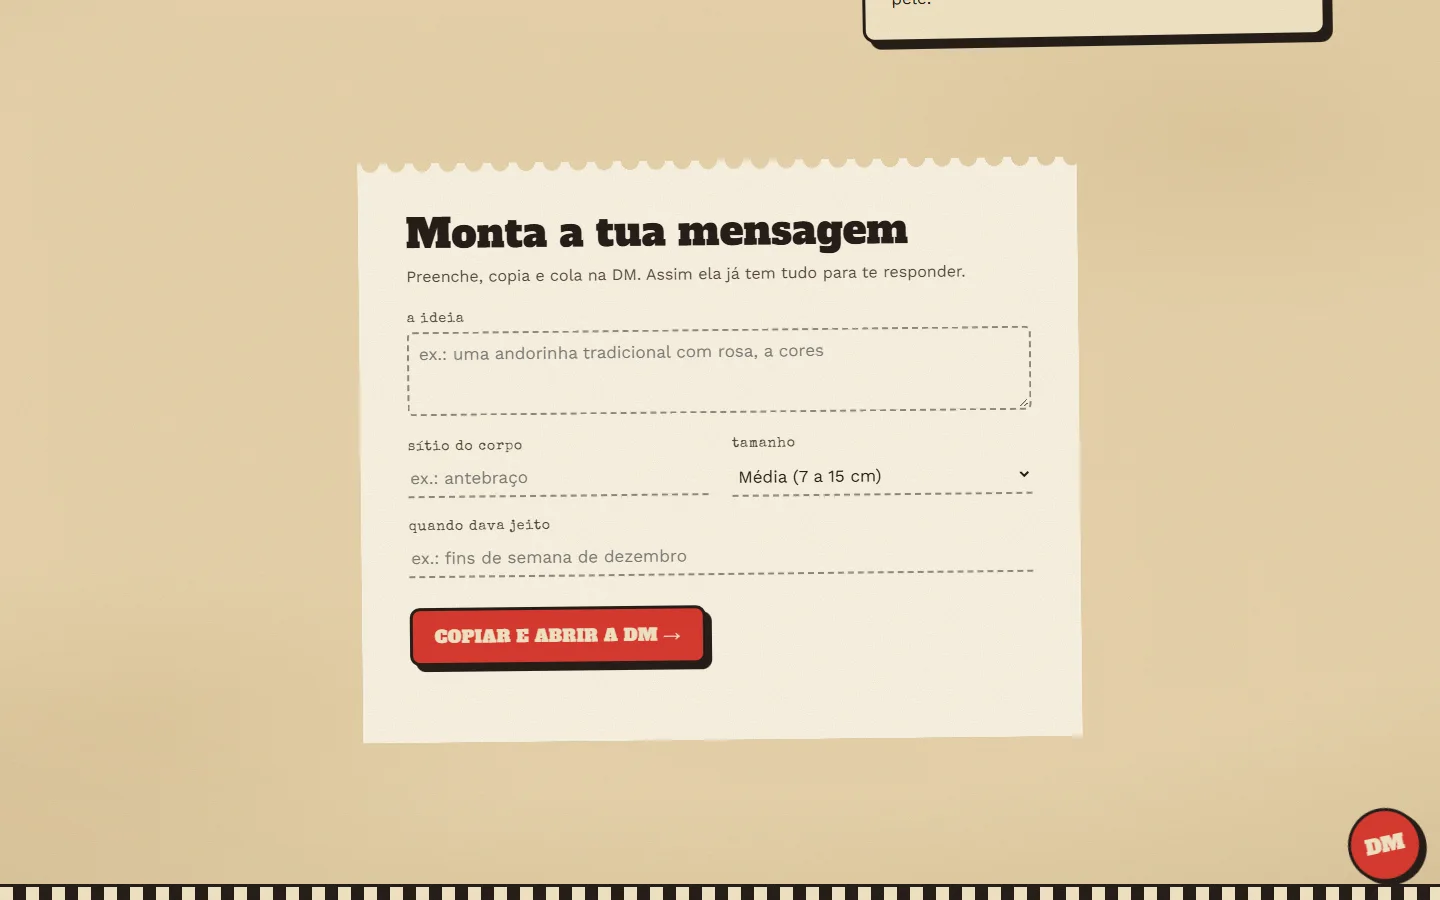 pele.
Monta a tua mensagem
Preenche, copia e cola na DM. Assim ela já tem tudo para te responder.
a ideia
ex.: uma andorinha tradicional com rosa, a cores
sítio do corpo
tamanho
ex.: antebraço
Média (7 a 15 cm)
quando dava jeito
ex.: fins de semana de dezembro
COPIAR E ABRIR A DM →
DM